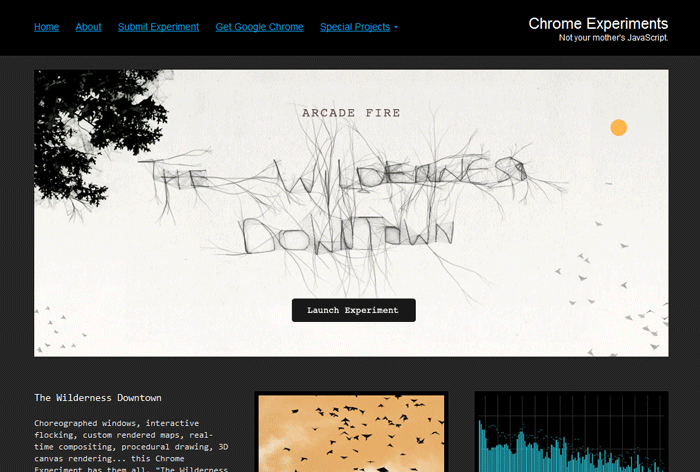 Home About Submit Experiment Get Google Chrome Special Projects
Chrome Experiments
Not your mother's JavaScript.
ARCADE FIRE
THE WILDERNESS
DOWNTOWN
Launch Experiment
The Wilderness Downtown
Choreographed windows, interactive
flocking, custom rendered maps, real-
time compositing, procedural drawing, 3D
canvas rendering... this Chrome
Experiment has them all. "The Wilderness